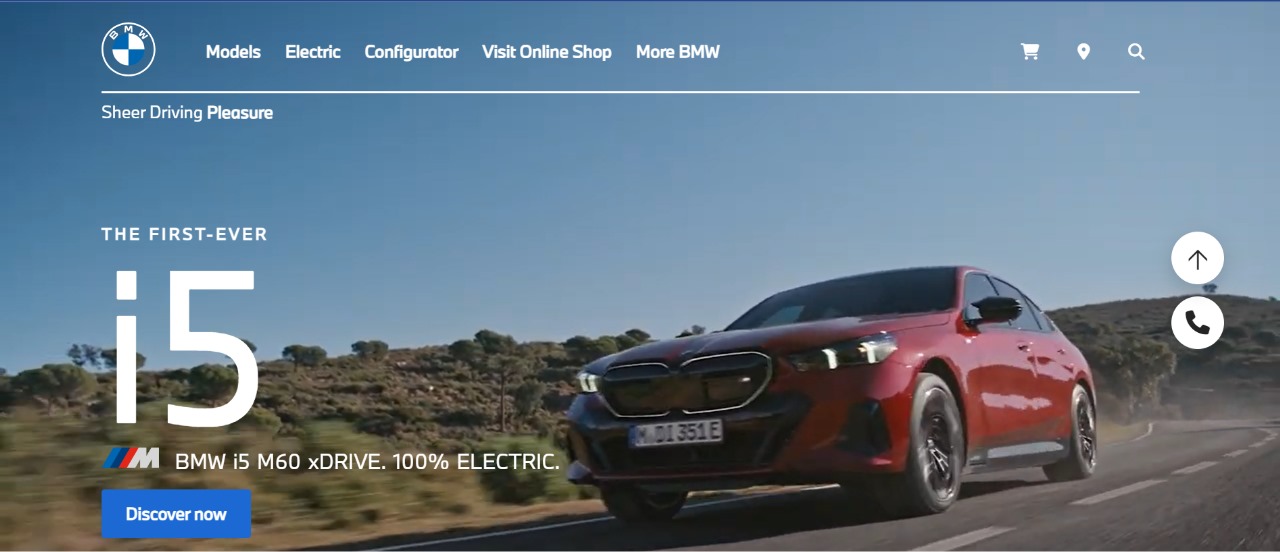 BMW
Models Electric Configurator Visit Online Shop More BMW
Sheer Driving Pleasure
THE FIRST-EVER
i5
M BMW i5 M60 xDRIVE. 100% ELECTRIC.
M DI 351E
Discover now